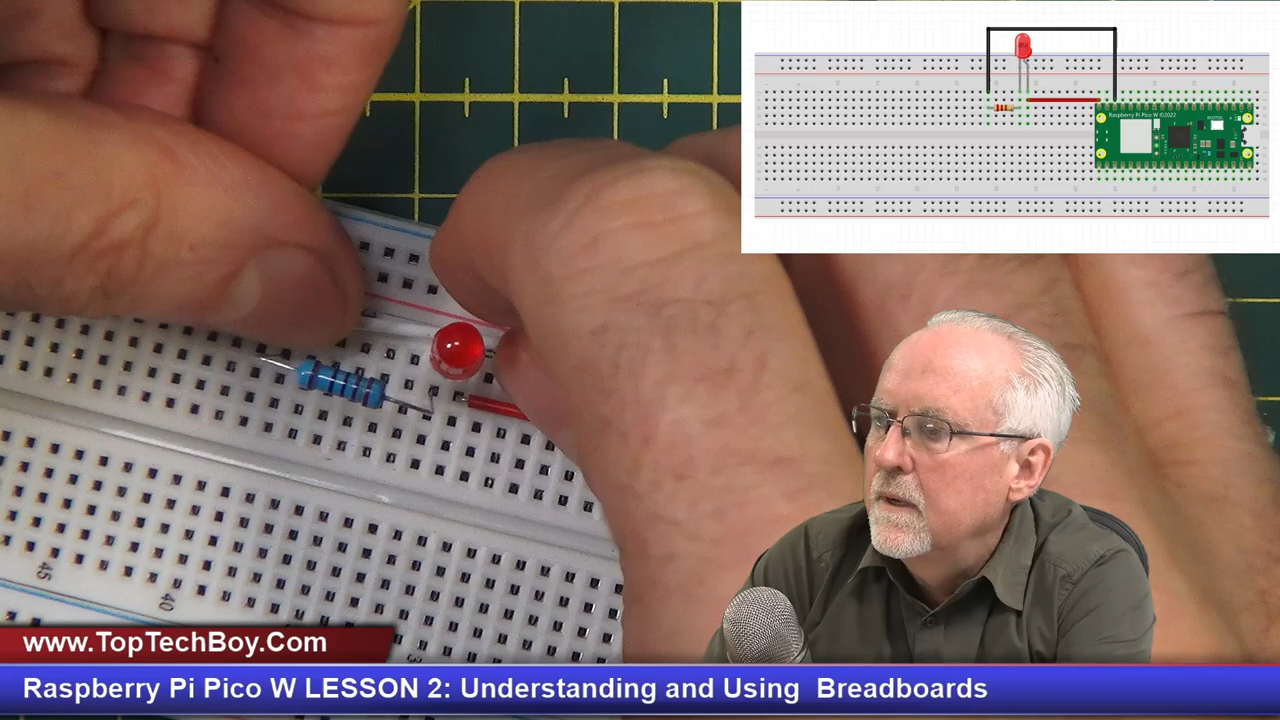 Raspberry Pi Pico W ©2022
45
40
www.TopTechBoy.Com
Raspberry Pi Pico W LESSON 2: Understanding and Using  Breadboards